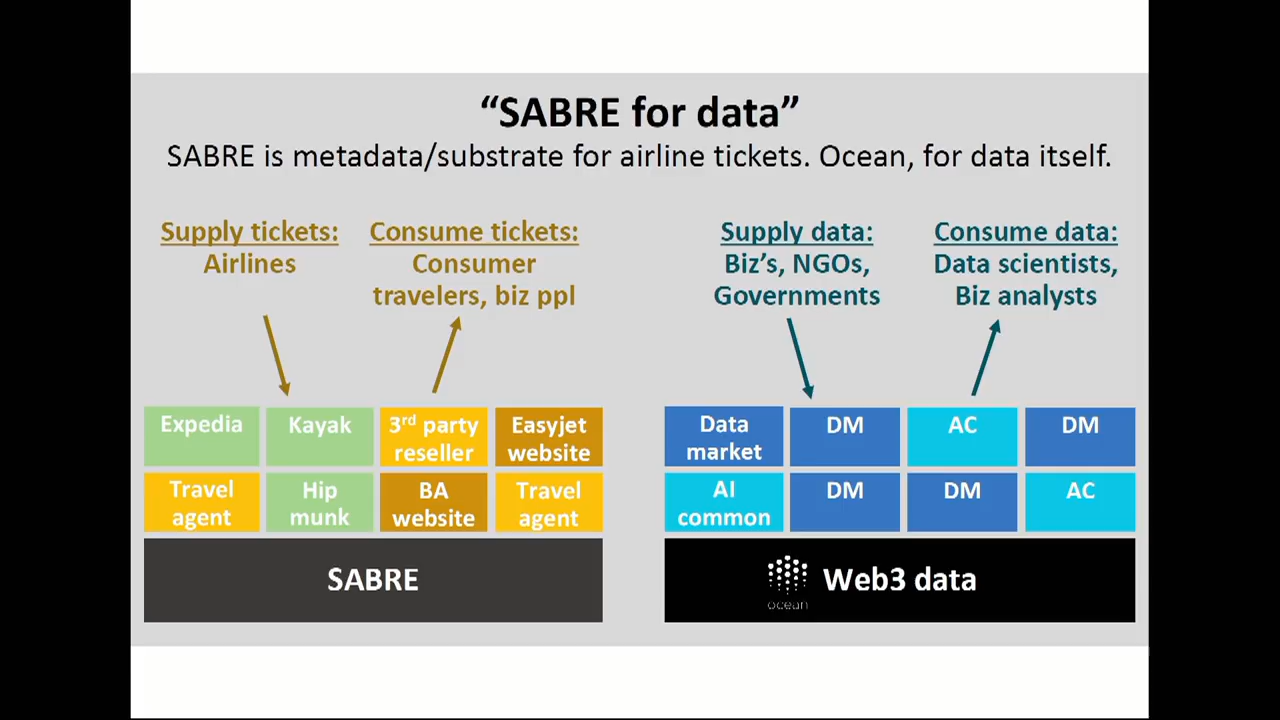 “SABRE for data”
SABRE is metadata/substrate for airline tickets. Ocean, for data itself.
Supply tickets:
Airlines
Consume tickets:
Consumer
travelers, biz ppl
Supply data:
Biz’s, NGOs,
Governments
Consume data:
Data scientists,
Biz analysts
Expedia
Kayak
3rd party
reseller
Easyjet
website
Travel
agent
Hip
munk
BA
website
Travel
agent
SABRE
Data
market
DM
AC
DM
AI
common
DM
DM
AC
ocean
Web3 data